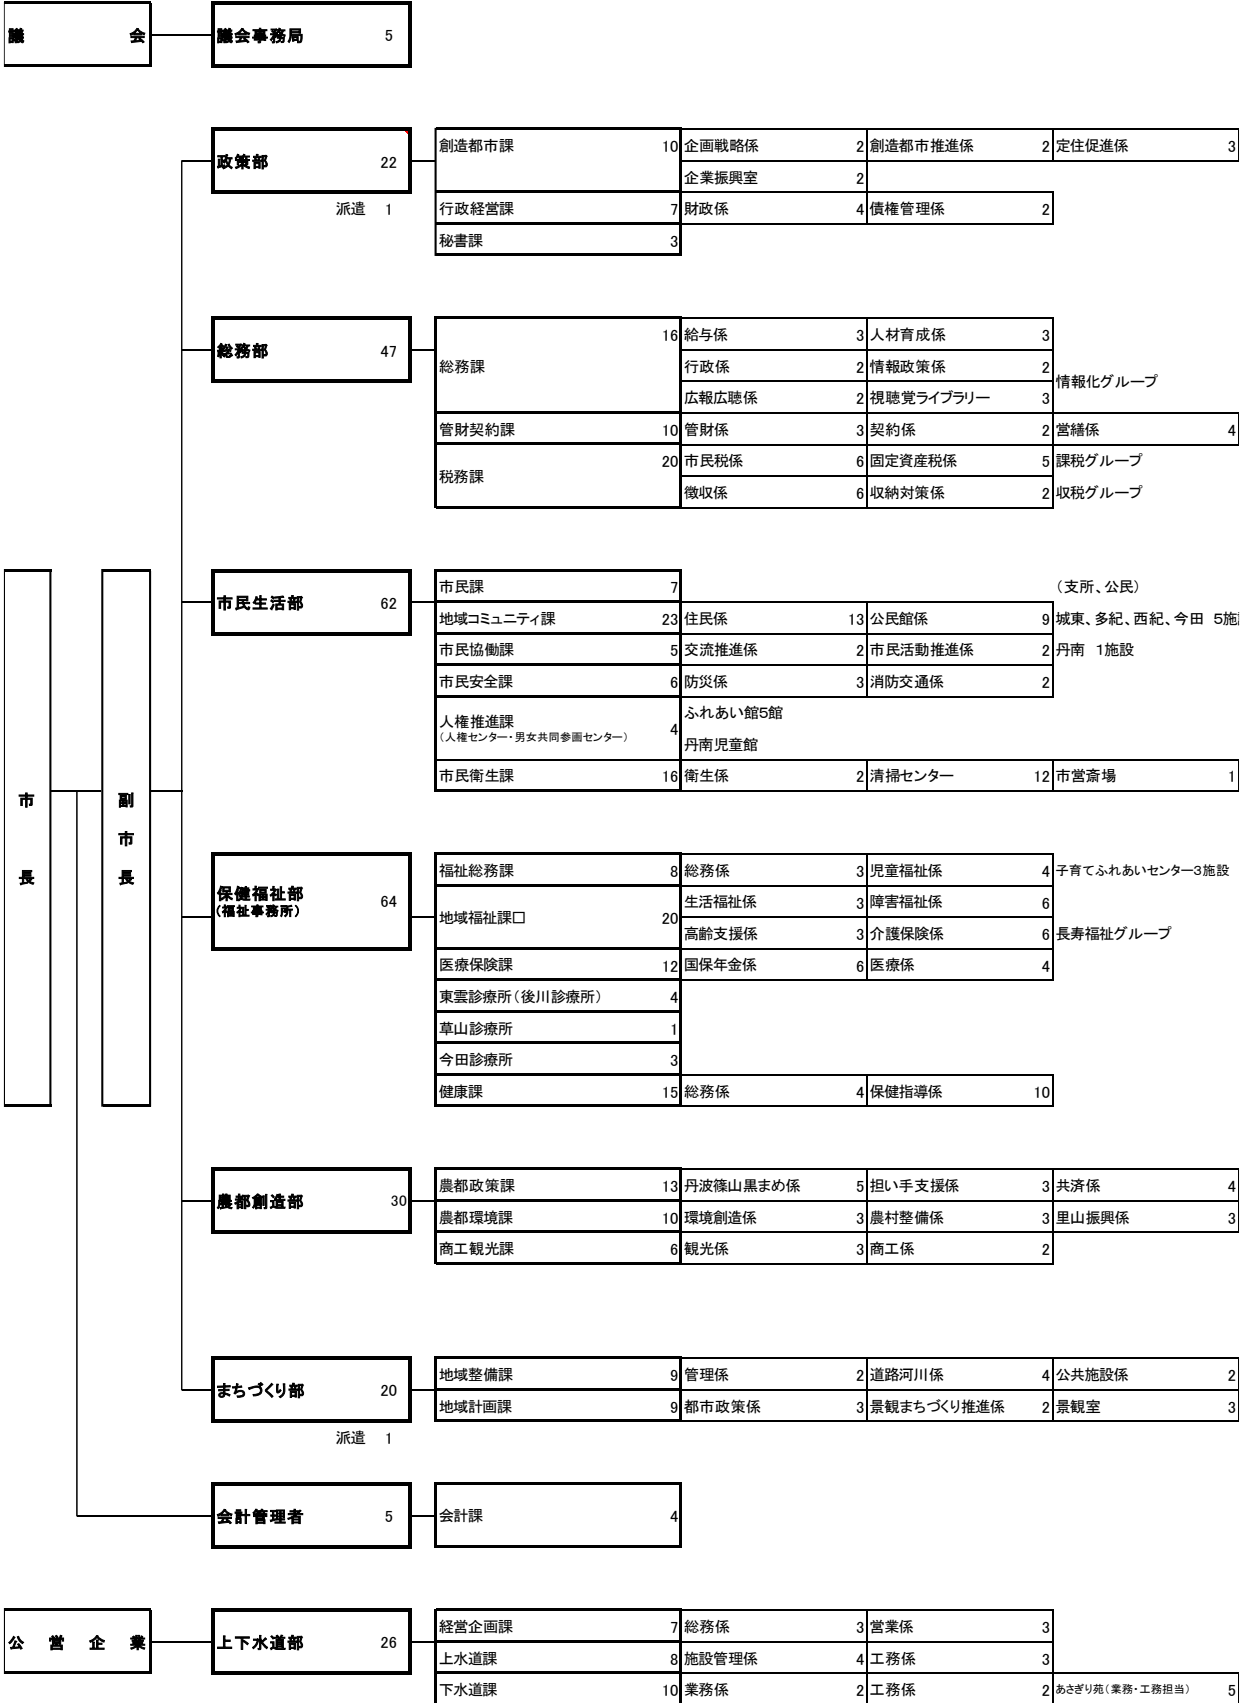 議 会 議会事務局 5
政策部 22 創造都市課 10 企画戦略係 2 創造都市推進係 2 定住促進係 3
企業振興室 2
派遣 1 行政経営課 7 財政係 4 債権管理係 2
秘書課 3
総務部 47 総務課 16 給与係 3 人材育成係 3
行政係 2 情報政策係 2 情報化グループ
広報広聴係 2 視聴覚ライブラリー 3
管財契約課 10 管財係 3 契約係 2 営繕係 4
税務課 20 市民税係 6 固定資産税係 5 課税グループ
徴収係 6 収納対策係 2 収税グループ
市民生活部 62 市民課 7 (支所、公民)
地域コミュニティ課 23 住民係 13 公民館係 9 城東、多紀、西紀、今田 5施
市民協働課 5 交流推進係 2 市民活動推進係 2 丹南 1施設
市民安全課 6 防災係 3 消防交通係 2
人権推進課 4 ふれあい館5館
(人権センター・男女共同参画センター) 丹南児童館
市民衛生課 16 衛生係 2 清掃センター 12 市営斎場 1
市長 副市長
保健福祉部 64 福祉総務課 8 総務係 3 児童福祉係 4 子育てふれあいセンター3施設
(福祉事務所) 地域福祉課□ 20 生活福祉係 3 障害福祉係 6
高齢支援係 3 介護保険係 6 長寿福祉グループ
医療保険課 12 国保年金係 6 医療係 4
東雲診療所(後川診療所) 4
草山診療所 1
今田診療所 3
健康課 15 総務係 4 保健指導係 10
農都創造部 30 農都政策課 13 丹波篠山黒まめ係 5 担い手支援係 3 共済係 4
農都環境課 10 環境創造係 3 農村整備係 3 里山振興係 3
商工観光課 6 観光係 3 商工係 2
まちづくり部 20 地域整備課 9 管理係 2 道路河川係 4 公共施設係 2
地域計画課 9 都市政策係 3 景観まちづくり推進係 2 景観室 3
派遣 1
会計管理者 5 会計課 4
公営企業 上下水道部 26 経営企画課 7 総務係 3 営業係 3
上水道課 8 施設管理係 4 工務係 3
下水道課 10 業務係 2 工務係 2 あさぎり苑(業務・工務担当) 5